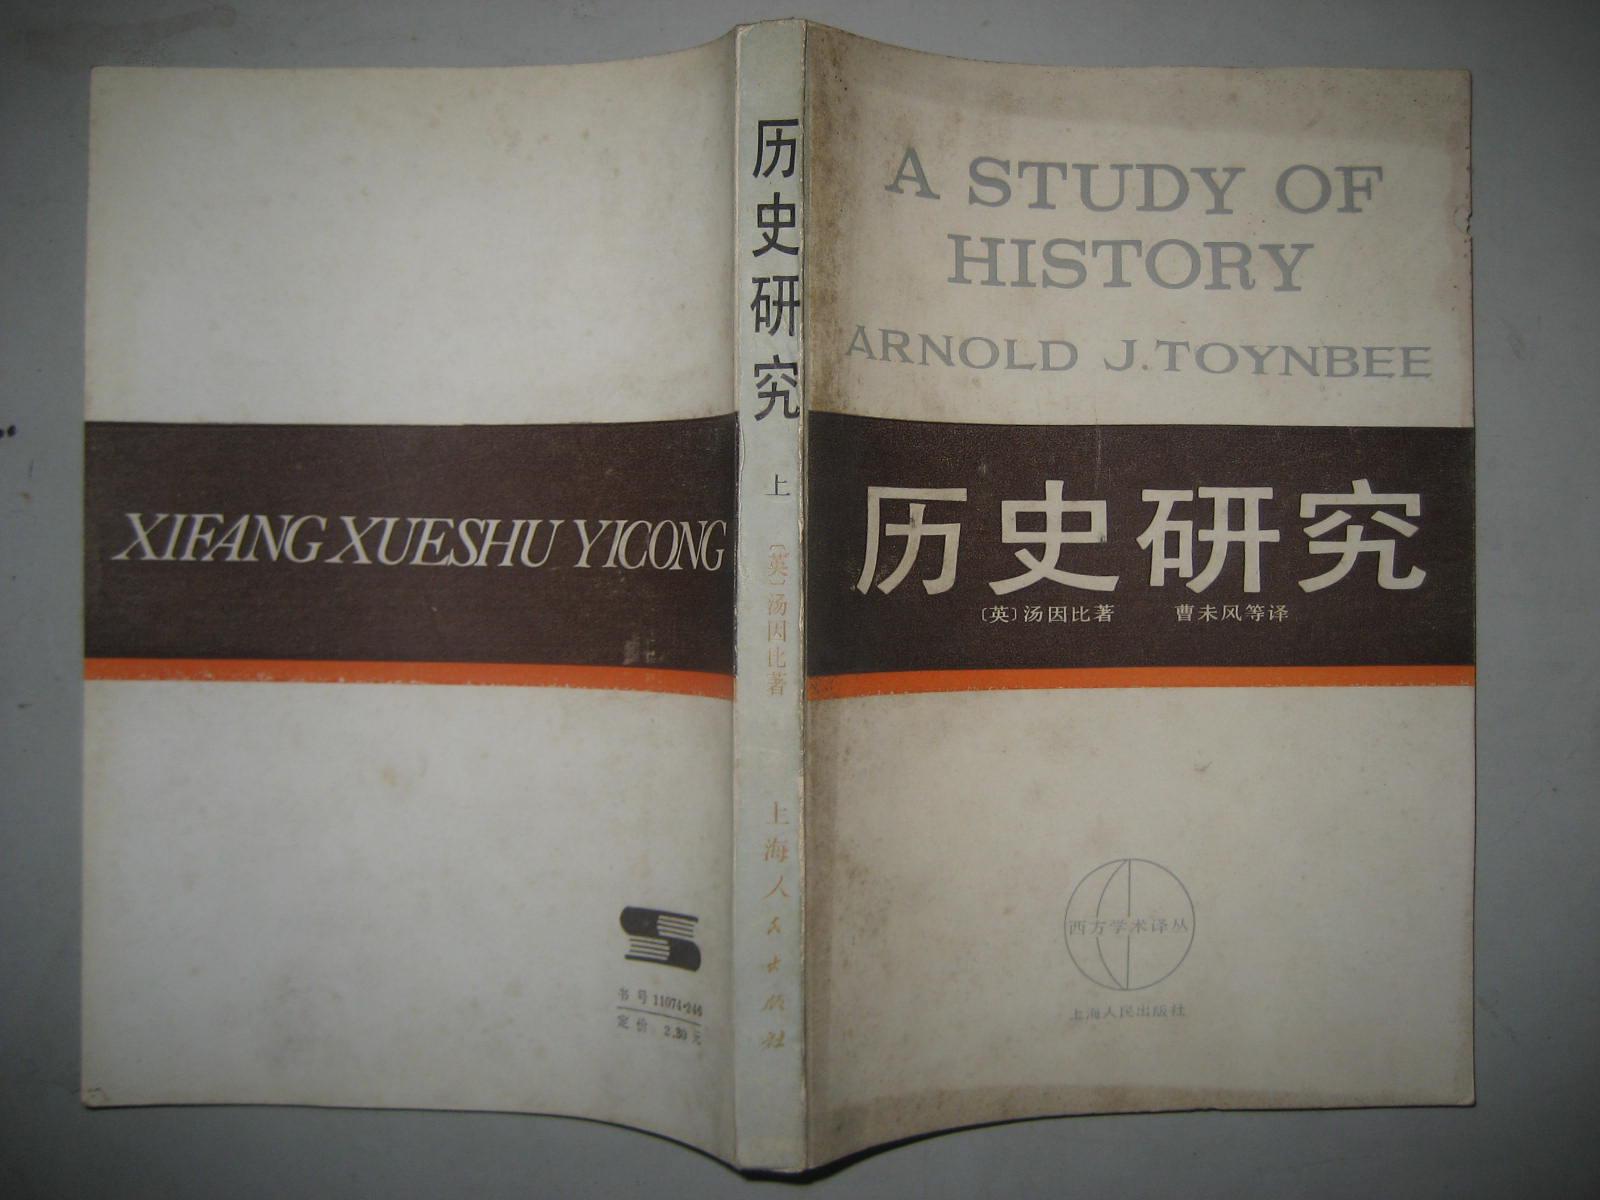 A STUDY OF
HISTORY
ARNOLD J. TOYNBEE
历史研究
〔英〕汤因比著 曹未风等译
西方学术译丛
上海人民出版社
历史研究
上
〔英〕汤因比著
上海人民出版社
XIFANG XUESHU YICONG
书号 11074·246
定价 2.30 元